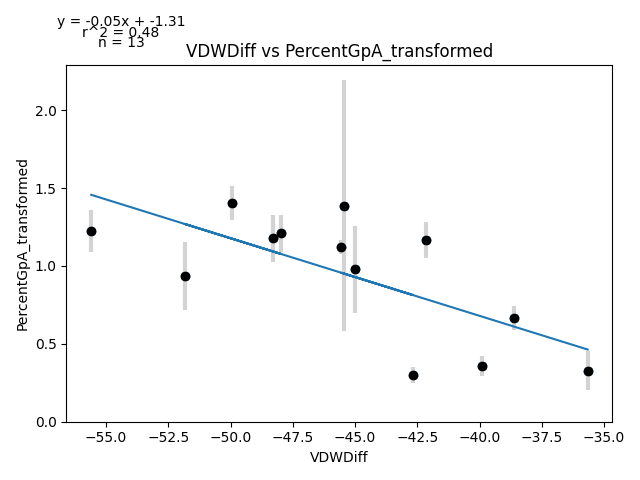 y = -0.05x + -1.31
r^2 = 0.48
n = 13
VDWDiff vs PercentGpA_transformed
PercentGpA_transformed
2.0
1.5
1.0
0.5
0.0
−55.0 −52.5 −50.0 −47.5 −45.0 −42.5 −40.0 −37.5 −35.0
VDWDiff